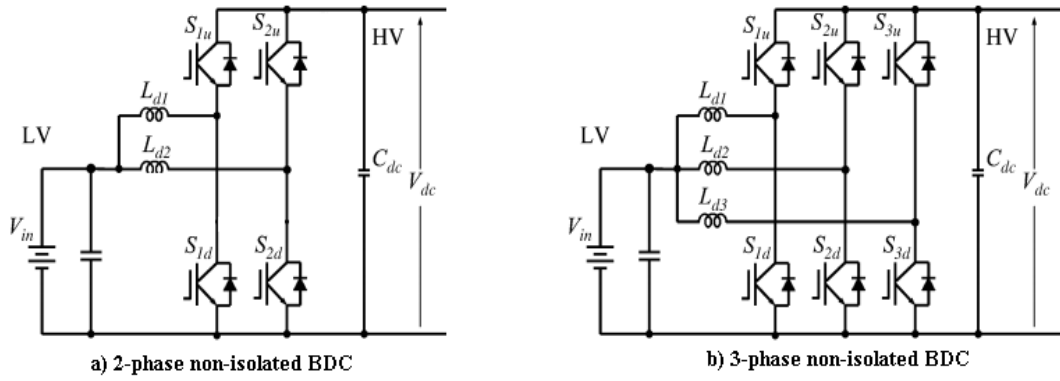 S1u S2u
HV
Ld1
LV
Ld2
Cdc
Vdc
Vin
S1d S2d
a) 2-phase non-isolated BDC
S1u S2u S3u
HV
Ld1
LV
Ld2
Cdc
Vdc
Ld3
Vin
S1d S2d S3d
b) 3-phase non-isolated BDC